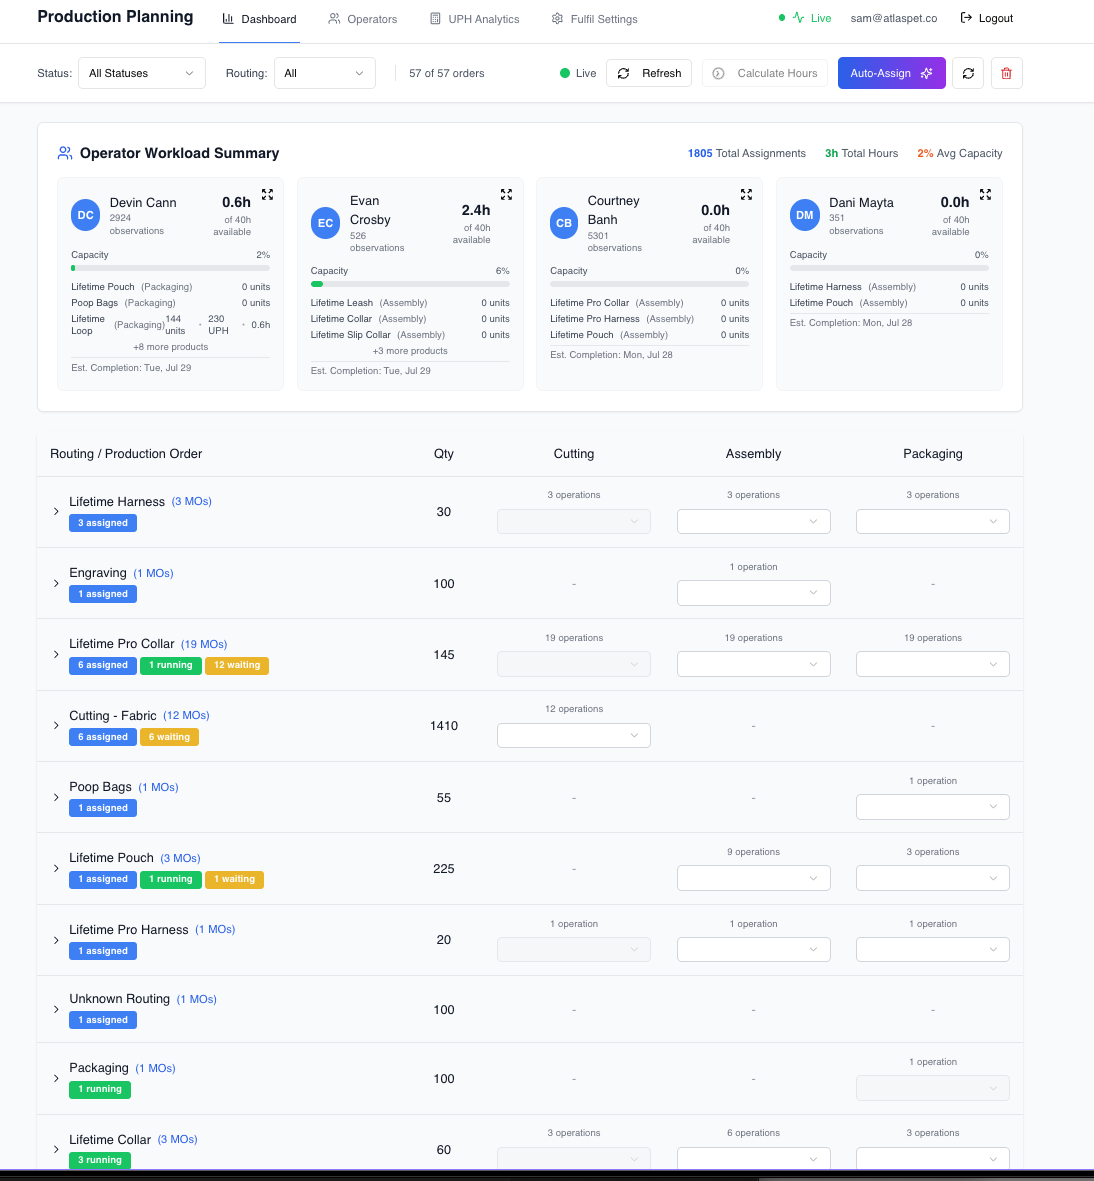 Production Planning
Dashboard
Operators
UPH Analytics
Fulfil Settings
Live
sam@atlaspet.co
Logout
Status:
All Statuses
Routing:
All
57 of 57 orders
Live
Refresh
Calculate Hours
Auto-Assign
Operator Workload Summary
1805 Total Assignments
3h Total Hours
2% Avg Capacity
DC
Devin Cann
2924
observations
0.6h
of 40h
available
Capacity
2%
Lifetime Pouch (Packaging) 0 units
Poop Bags (Packaging) 0 units
Lifetime
Loop
(Packaging)
144
units
·
230
UPH
·
0.6h
+8 more products
Est. Completion: Tue, Jul 29
EC
Evan
Crosby
526
observations
2.4h
of 40h
available
Capacity
6%
Lifetime Leash (Assembly) 0 units
Lifetime Collar (Assembly) 0 units
Lifetime Slip Collar (Assembly) 0 units
+3 more products
Est. Completion: Tue, Jul 29
CB
Courtney
Banh
5301
observations
0.0h
of 40h
available
Capacity
0%
Lifetime Pro Collar (Assembly) 0 units
Lifetime Pro Harness (Assembly) 0 units
Lifetime Pouch (Assembly) 0 units
Est. Completion: Mon, Jul 28
DM
Dani Mayta
351
observations
0.0h
of 40h
available
Capacity
0%
Lifetime Harness (Assembly) 0 units
Lifetime Pouch (Assembly) 0 units
Est. Completion: Mon, Jul 28
Routing / Production Order Qty Cutting Assembly Packaging
Lifetime Harness (3 MOs)
3 assigned
30
3 operations
3 operations
3 operations
Engraving (1 MOs)
1 assigned
100
-
1 operation
-
Lifetime Pro Collar (19 MOs)
6 assigned 1 running 12 waiting
145
19 operations
19 operations
19 operations
Cutting - Fabric (12 MOs)
6 assigned 6 waiting
1410
12 operations
-
-
Poop Bags (1 MOs)
1 assigned
55
-
-
1 operation
Lifetime Pouch (3 MOs)
1 assigned 1 running 1 waiting
225
-
9 operations
3 operations
Lifetime Pro Harness (1 MOs)
1 assigned
20
1 operation
1 operation
1 operation
Unknown Routing (1 MOs)
1 assigned
100
-
-
-
Packaging (1 MOs)
1 running
100
-
-
1 operation
Lifetime Collar (3 MOs)
3 running
60
3 operations
6 operations
3 operations